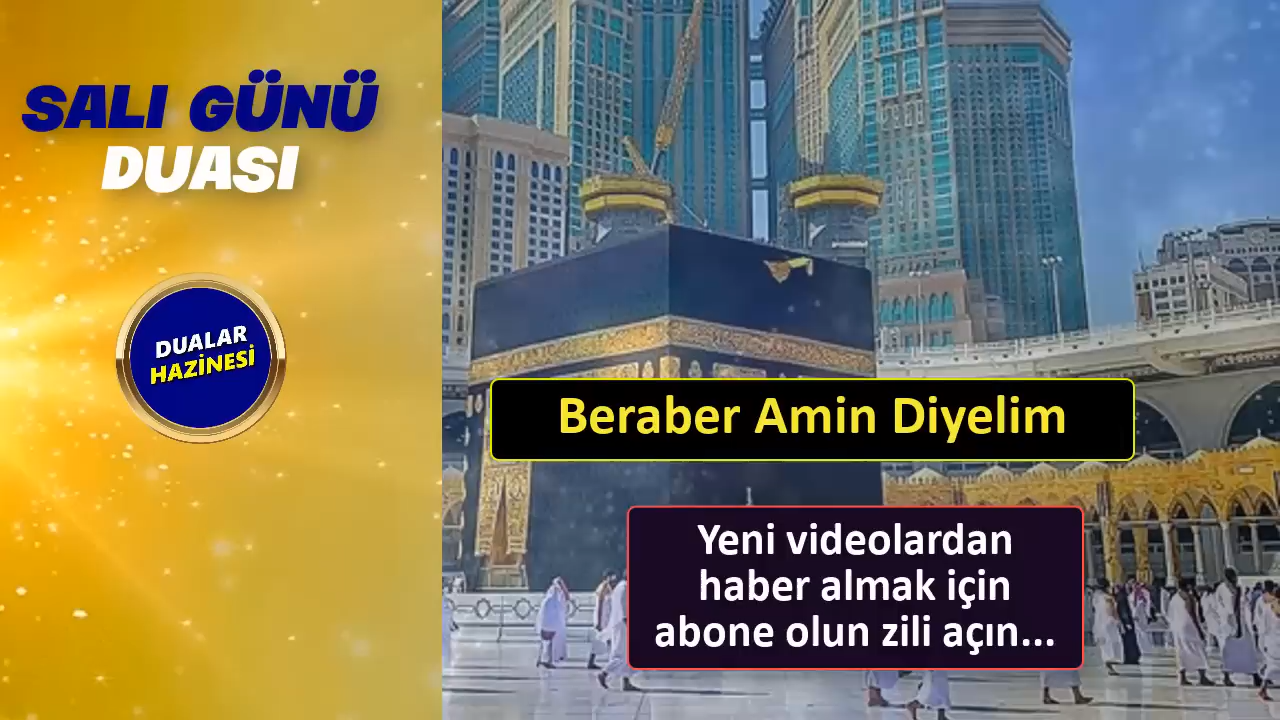 SALI GÜNÜ
DUASI
DUALAR
HAZİNESİ
Beraber Amin Diyelim
Yeni videolardan
haber almak için
abone olun zili açın...